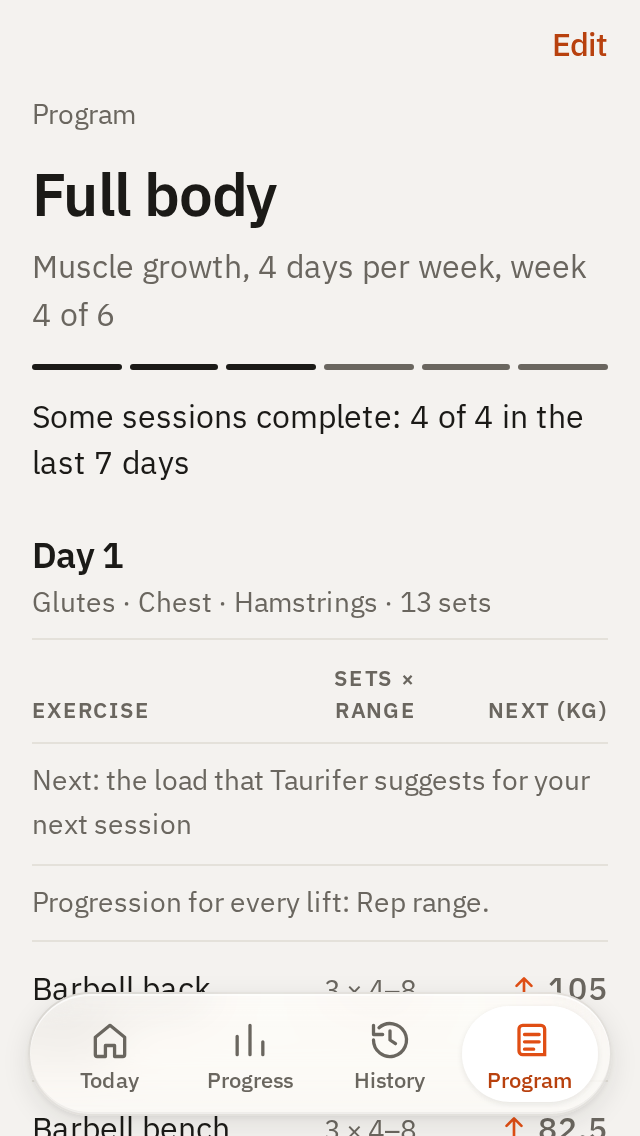 Edit
Program
Full body
Muscle growth, 4 days per week, week
4 of 6
Some sessions complete: 4 of 4 in the
last 7 days
Day 1
Glutes · Chest · Hamstrings · 13 sets
SETS ×
EXERCISE RANGE NEXT (KG)
Next: the load that Taurifer suggests for your
next session
Progression for every lift: Rep range.
Barbell back 3 × 4–8 ↑ 105
Today Progress History Program
Barbell bench 3 × 4–8 ↑ 82.5